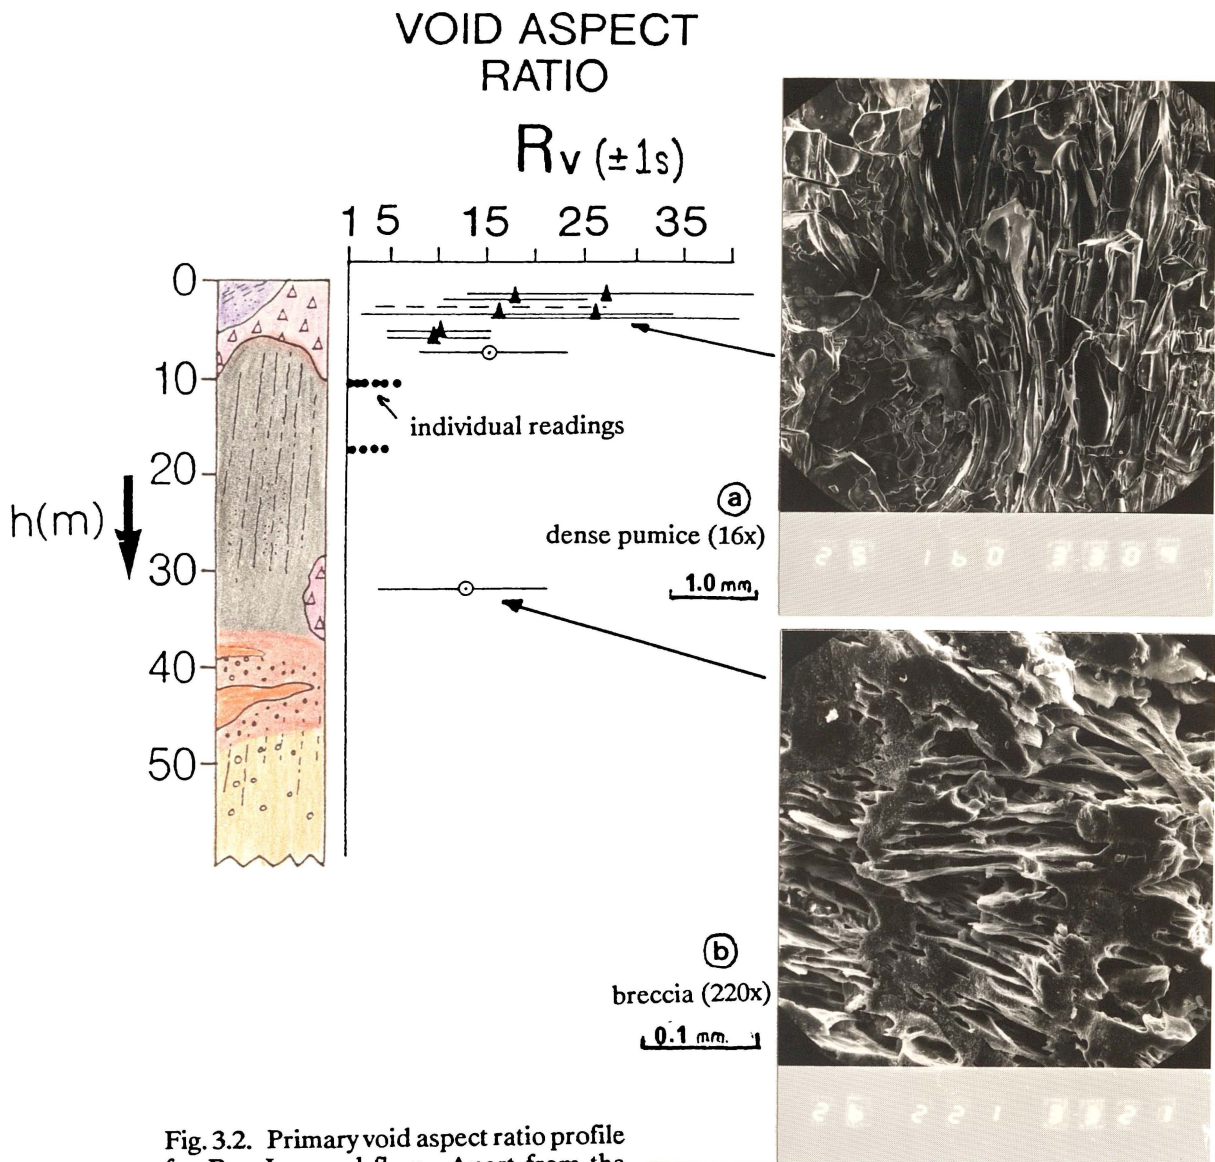 VOID ASPECT
RATIO
Rv (±1s)
1 5 15 25 35
0
10
20
30
40
50
h(m)
individual readings
a
dense pumice (16x)
1.0 mm
b
breccia (220x)
0.1 mm.
Fig. 3.2. Primary void aspect ratio profile